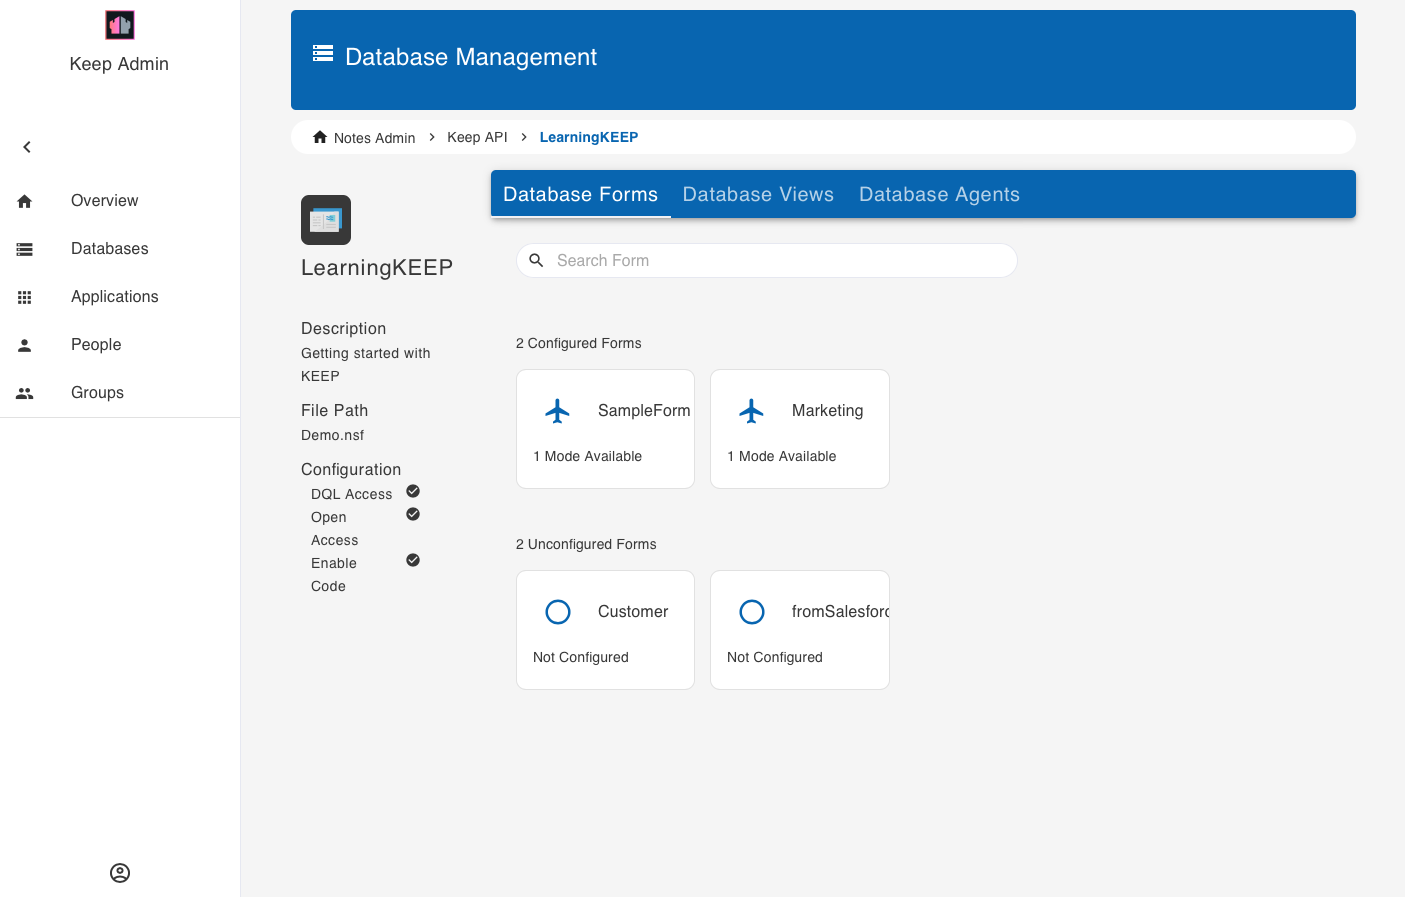 Keep Admin
Overview
Databases
Applications
People
Groups
Database Management
Notes Admin > Keep API > LearningKEEP
LearningKEEP
Description
Getting started with
KEEP
File Path
Demo.nsf
Configuration
DQL Access
Open
Access
Enable
Code
Database Forms Database Views Database Agents
Search Form
2 Configured Forms
SampleForm
1 Mode Available
Marketing
1 Mode Available
2 Unconfigured Forms
Customer
Not Configured
fromSalesforc
Not Configured